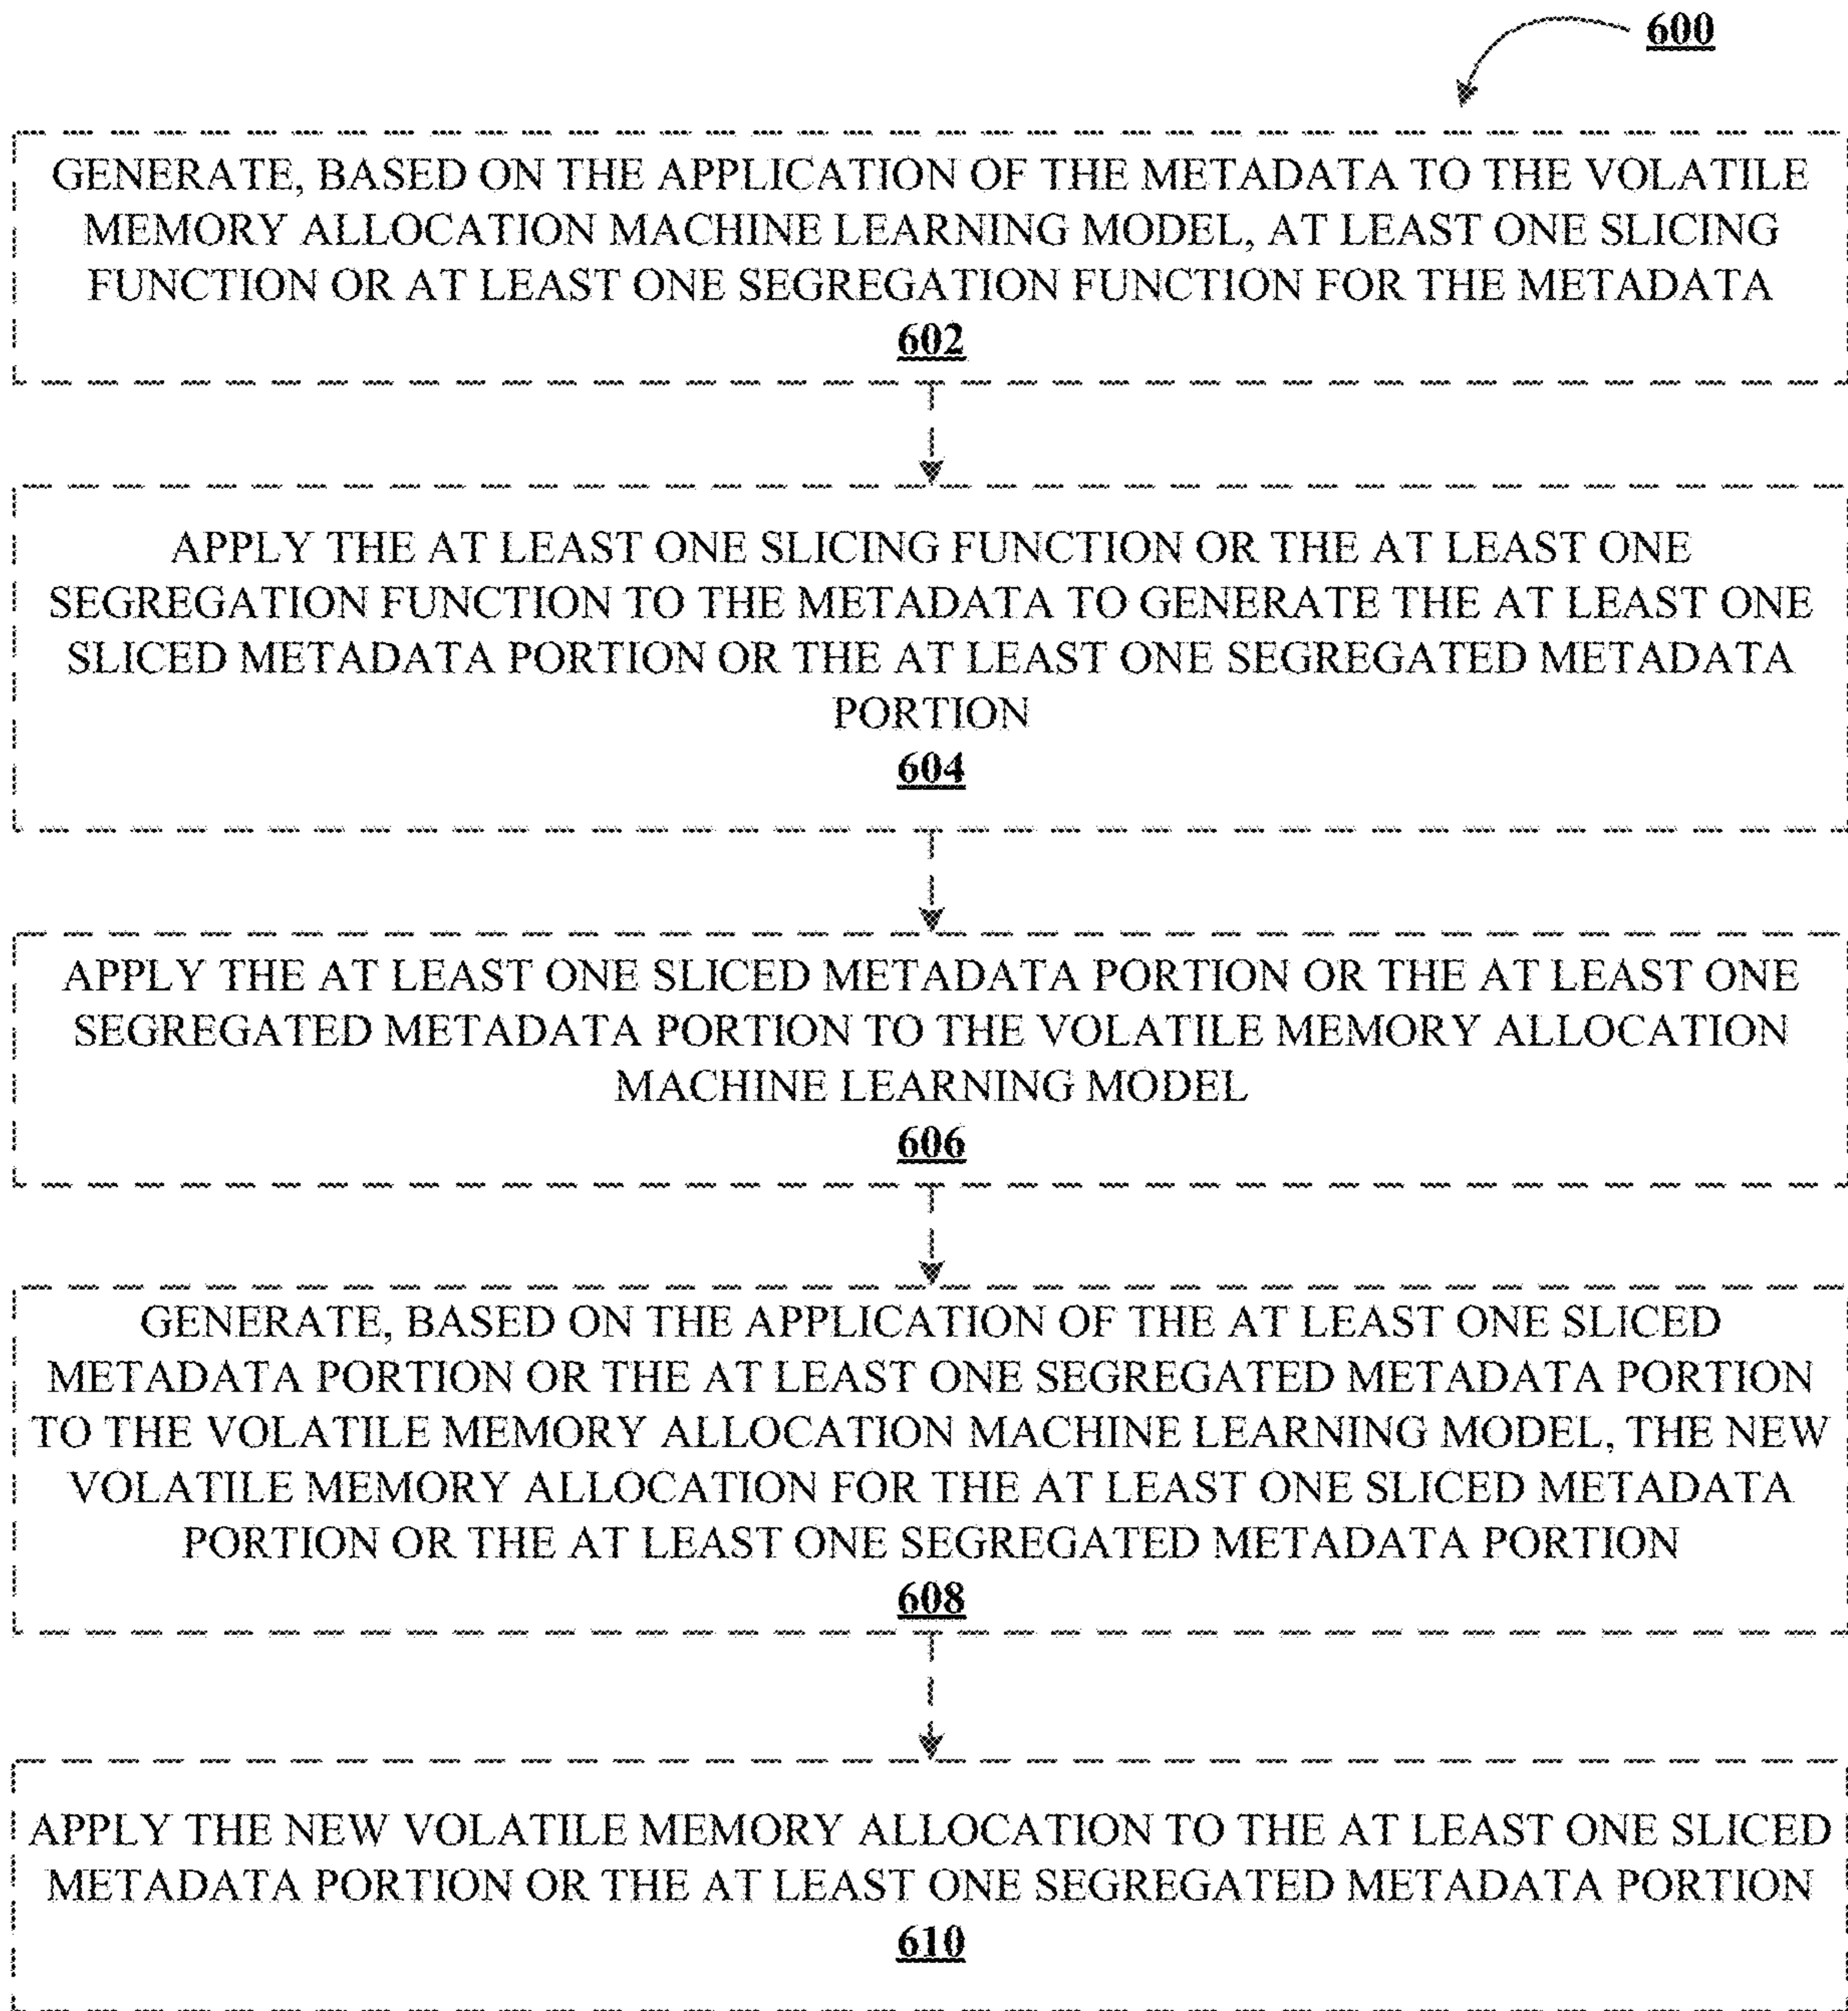 600
GENERATE, BASED ON THE APPLICATION OF THE METADATA TO THE VOLATILE
MEMORY ALLOCATION MACHINE LEARNING MODEL, AT LEAST ONE SLICING
FUNCTION OR AT LEAST ONE SEGREGATION FUNCTION FOR THE METADATA
602
APPLY THE AT LEAST ONE SLICING FUNCTION OR THE AT LEAST ONE
SEGREGATION FUNCTION TO THE METADATA TO GENERATE THE AT LEAST ONE
SLICED METADATA PORTION OR THE AT LEAST ONE SEGREGATED METADATA
PORTION
604
APPLY THE AT LEAST ONE SLICED METADATA PORTION OR THE AT LEAST ONE
SEGREGATED METADATA PORTION TO THE VOLATILE MEMORY ALLOCATION
MACHINE LEARNING MODEL
606
GENERATE, BASED ON THE APPLICATION OF THE AT LEAST ONE SLICED
METADATA PORTION OR THE AT LEAST ONE SEGREGATED METADATA PORTION
TO THE VOLATILE MEMORY ALLOCATION MACHINE LEARNING MODEL, THE NEW
VOLATILE MEMORY ALLOCATION FOR THE AT LEAST ONE SLICED METADATA
PORTION OR THE AT LEAST ONE SEGREGATED METADATA PORTION
608
APPLY THE NEW VOLATILE MEMORY ALLOCATION TO THE AT LEAST ONE SLICED
METADATA PORTION OR THE AT LEAST ONE SEGREGATED METADATA PORTION
610